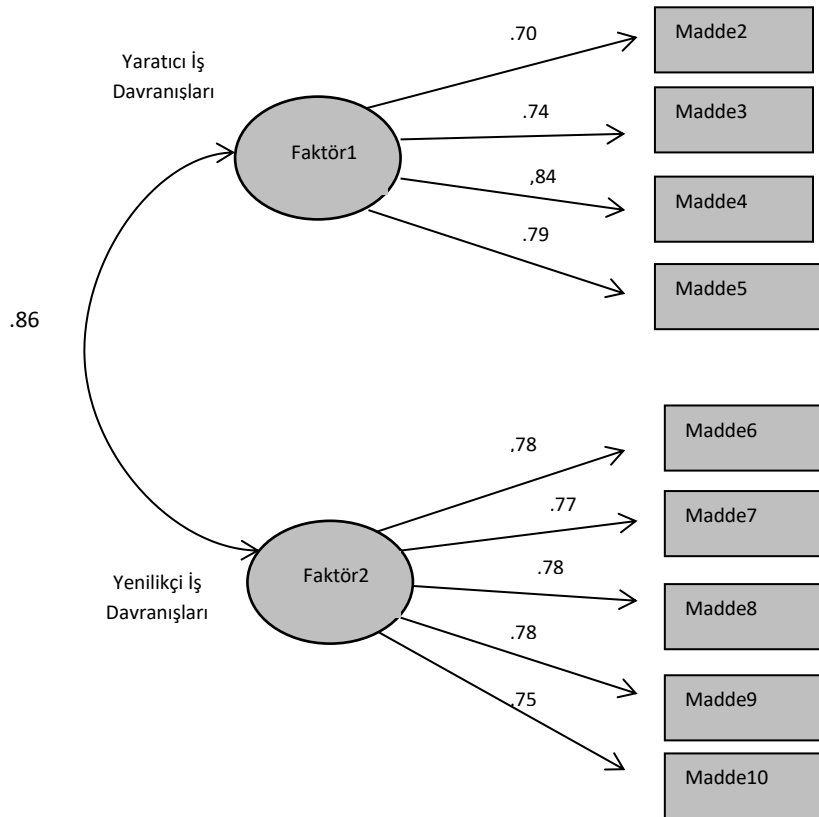 .70
Madde2
Yaratıcı İş
Davranışları
.74
Madde3
Faktör1
,84
Madde4
.79
Madde5
.86
,78
Madde6
.77
Madde7
Faktör2
.78
Madde8
Yenilikçi İş
Davranışları
.78
Madde9
,75
Madde10